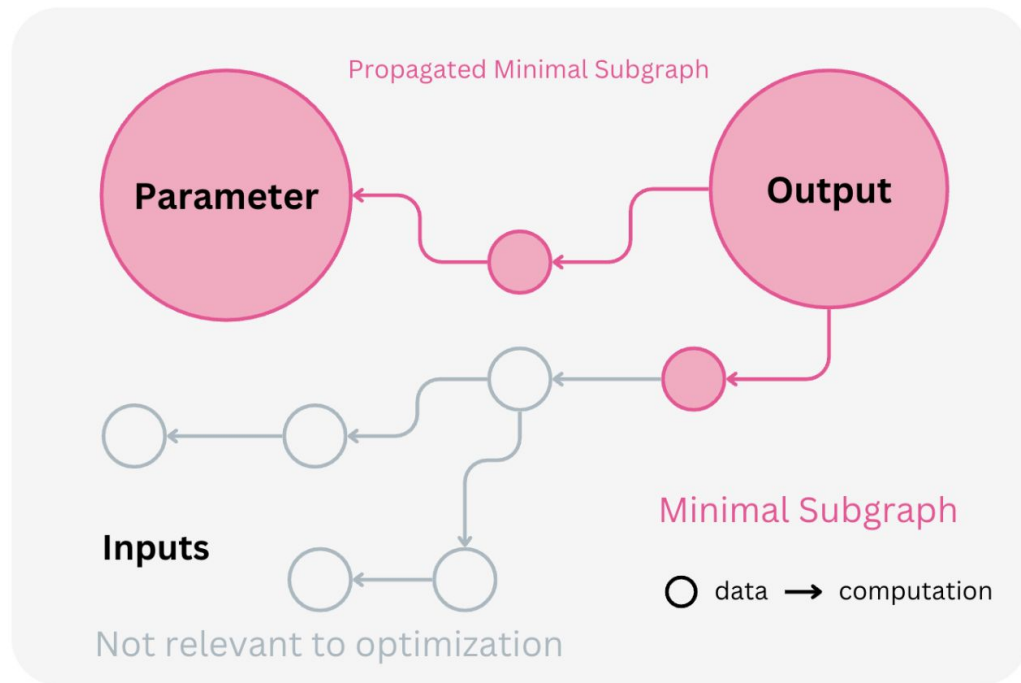 Propagated Minimal Subgraph
Parameter
Output
Minimal Subgraph
Inputs
data
computation
Not relevant to optimization